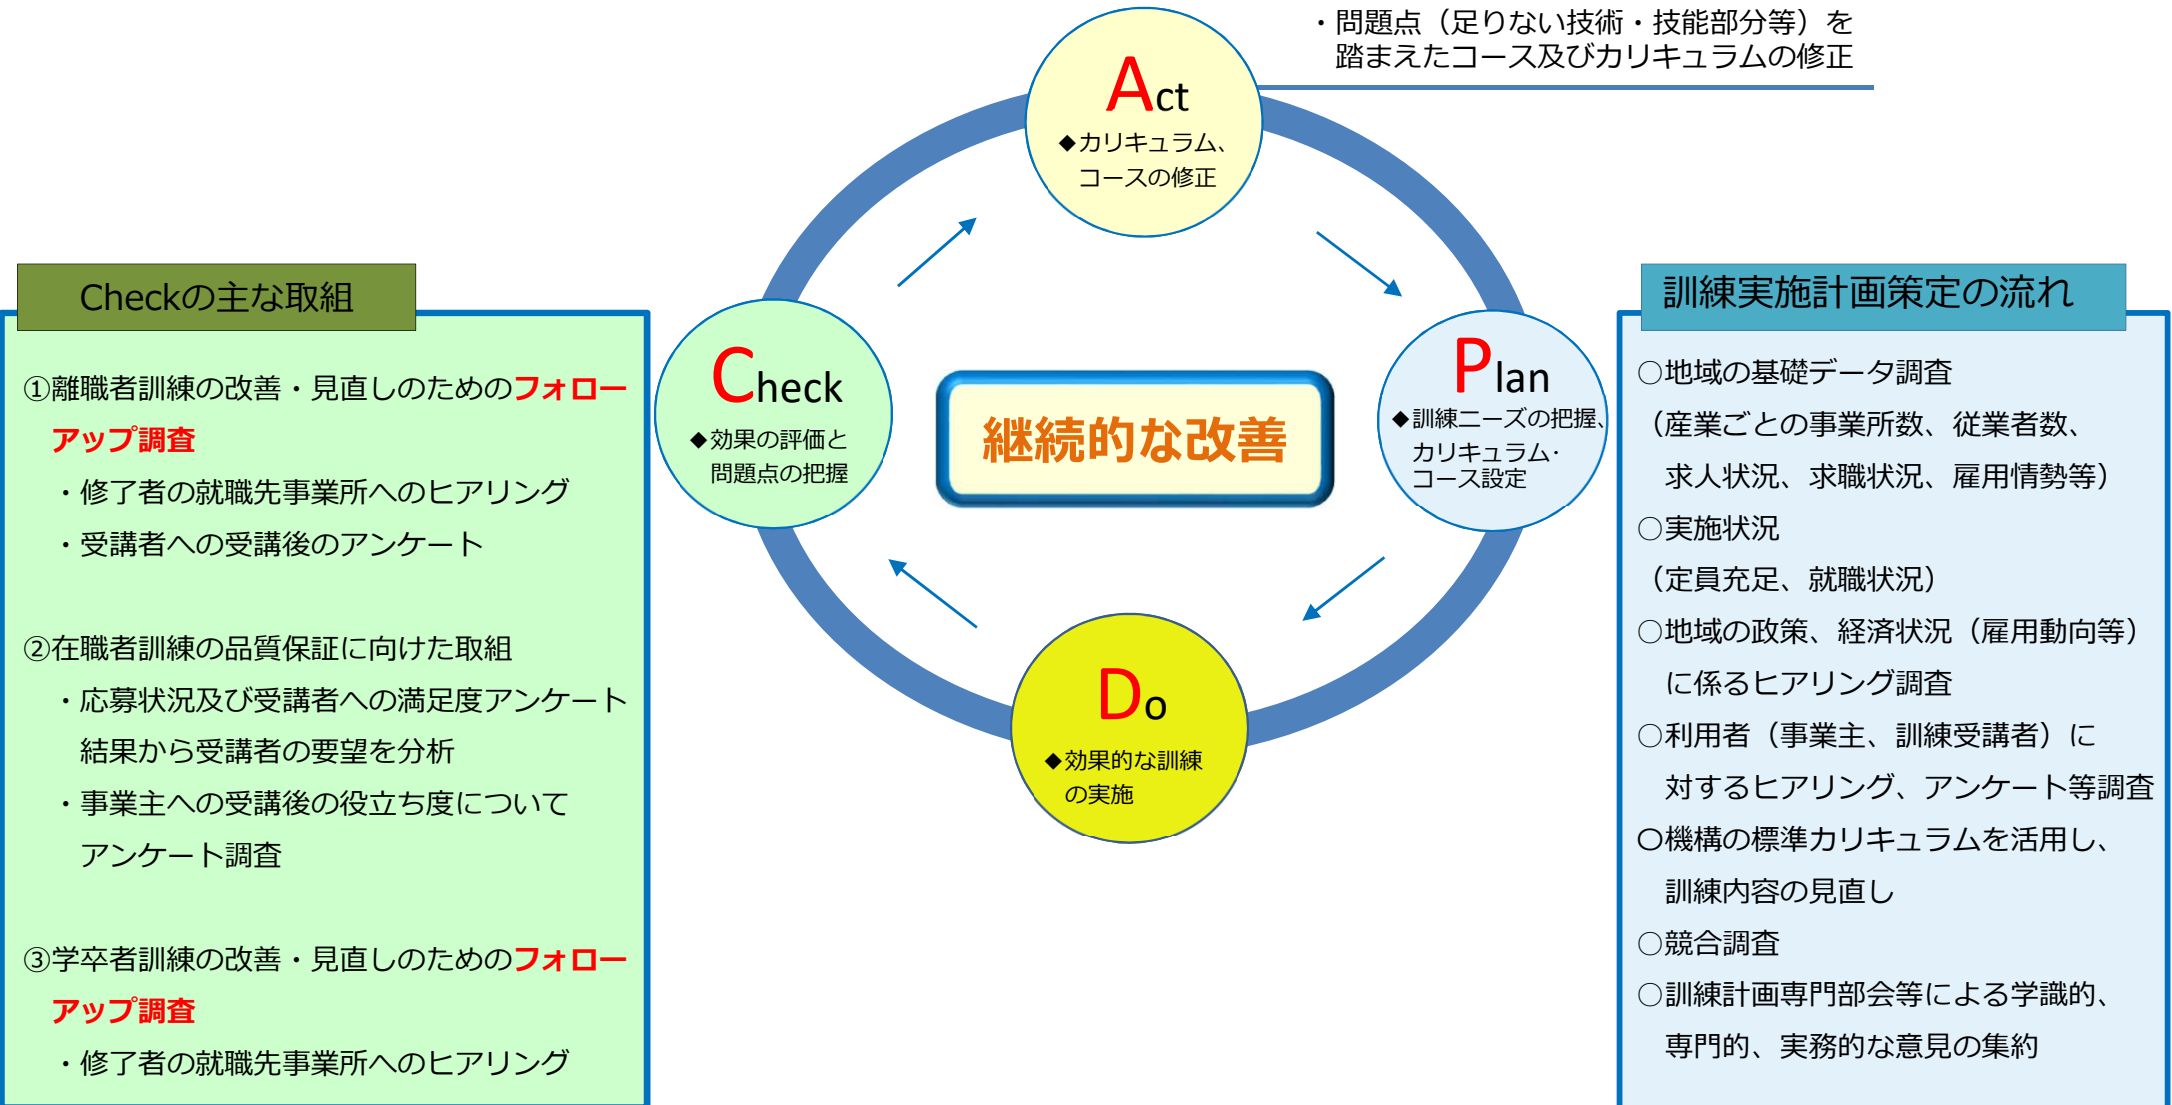 ・問題点（足りない技術・技能部分等）を
踏まえたコース及びカリキュラムの修正
Act
◆カリキュラム、
コースの修正
Checkの主な取組
①離職者訓練の改善・見直しのためのフォロー
アップ調査
・修了者の就職先事業所へのヒアリング
・受講者への受講後のアンケート
②在職者訓練の品質保証に向けた取組
・応募状況及び受講者への満足度アンケート
結果から受講者の要望を分析
・事業主への受講後の役立ち度について
アンケート調査
③学卒者訓練の改善・見直しのためのフォロー
アップ調査
・修了者の就職先事業所へのヒアリング
Check
◆効果の評価と
問題点の把握
継続的な改善
Plan
◆訓練ニーズの把握、
カリキュラム・
コース設定
Do
◆効果的な訓練
の実施
訓練実施計画策定の流れ
○地域の基礎データ調査
（産業ごとの事業所数、従業者数、
求人状況、求職状況、雇用情勢等）
○実施状況
（定員充足、就職状況）
○地域の政策、経済状況（雇用動向等）
に係るヒアリング調査
○利用者（事業主、訓練受講者）に
対するヒアリング、アンケート等調査
〇機構の標準カリキュラムを活用し、
訓練内容の見直し
○競合調査
○訓練計画専門部会等による学識的、
専門的、実務的な意見の集約